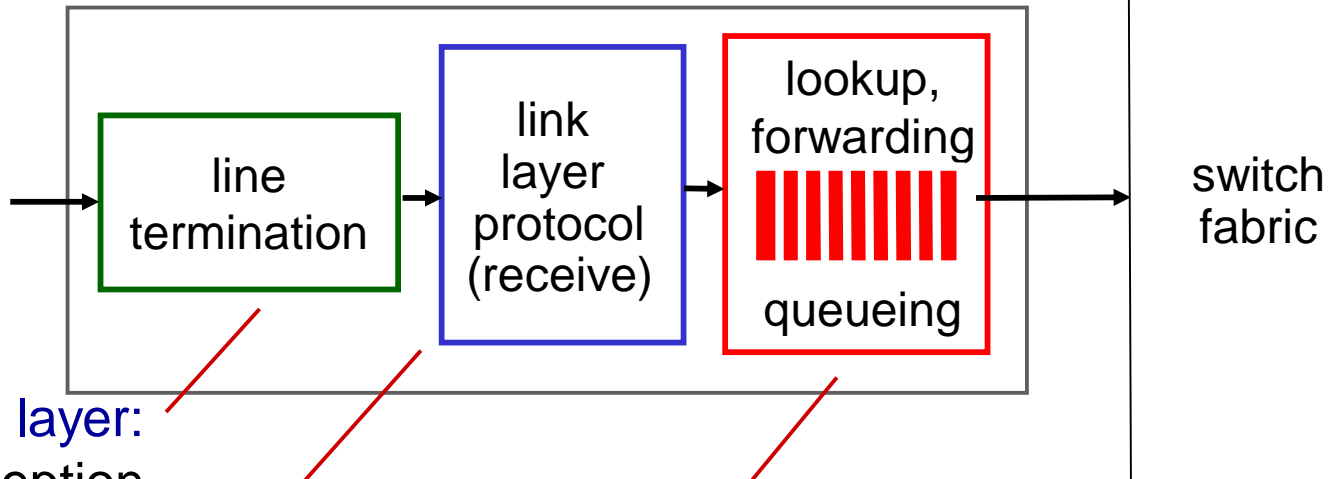 line
termination
link
layer
protocol
(receive)
lookup,
forwarding
queueing
switch
fabric
layer: